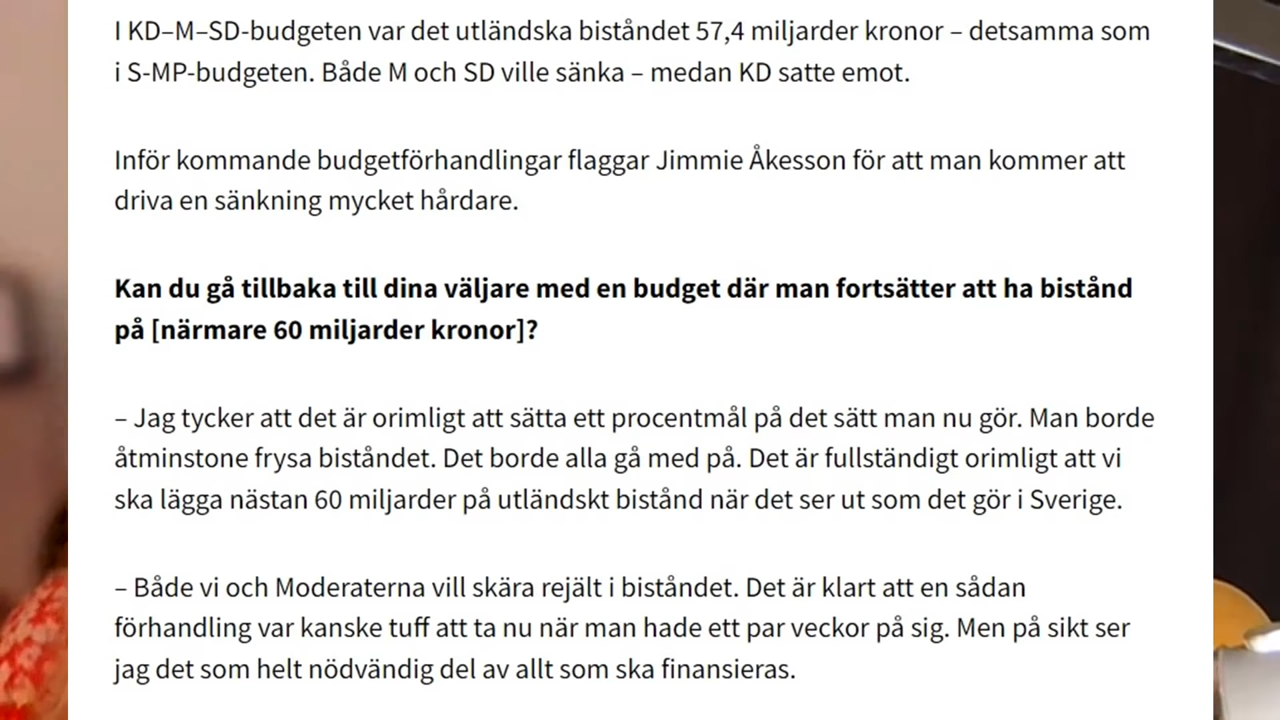 I KD–M–SD-budgeten var det utländska biståndet 57,4 miljarder kronor – detsamma som
i S-MP-budgeten. Både M och SD ville sänka – medan KD satte emot.
Inför kommande budgetförhandlingar flaggar Jimmie Åkesson för att man kommer att
driva en sänkning mycket hårdare.
Kan du gå tillbaka till dina väljare med en budget där man fortsätter att ha bistånd
på [närmare 60 miljarder kronor]?
– Jag tycker att det är orimligt att sätta ett procentmål på det sätt man nu gör. Man borde
åtminstone frysa biståndet. Det borde alla gå med på. Det är fullständigt orimligt att vi
ska lägga nästan 60 miljarder på utländskt bistånd när det ser ut som det gör i Sverige.
– Både vi och Moderaterna vill skära rejält i biståndet. Det är klart att en sådan
förhandling var kanske tuff att ta nu när man hade ett par veckor på sig. Men på sikt ser
jag det som helt nödvändig del av allt som ska finansieras.